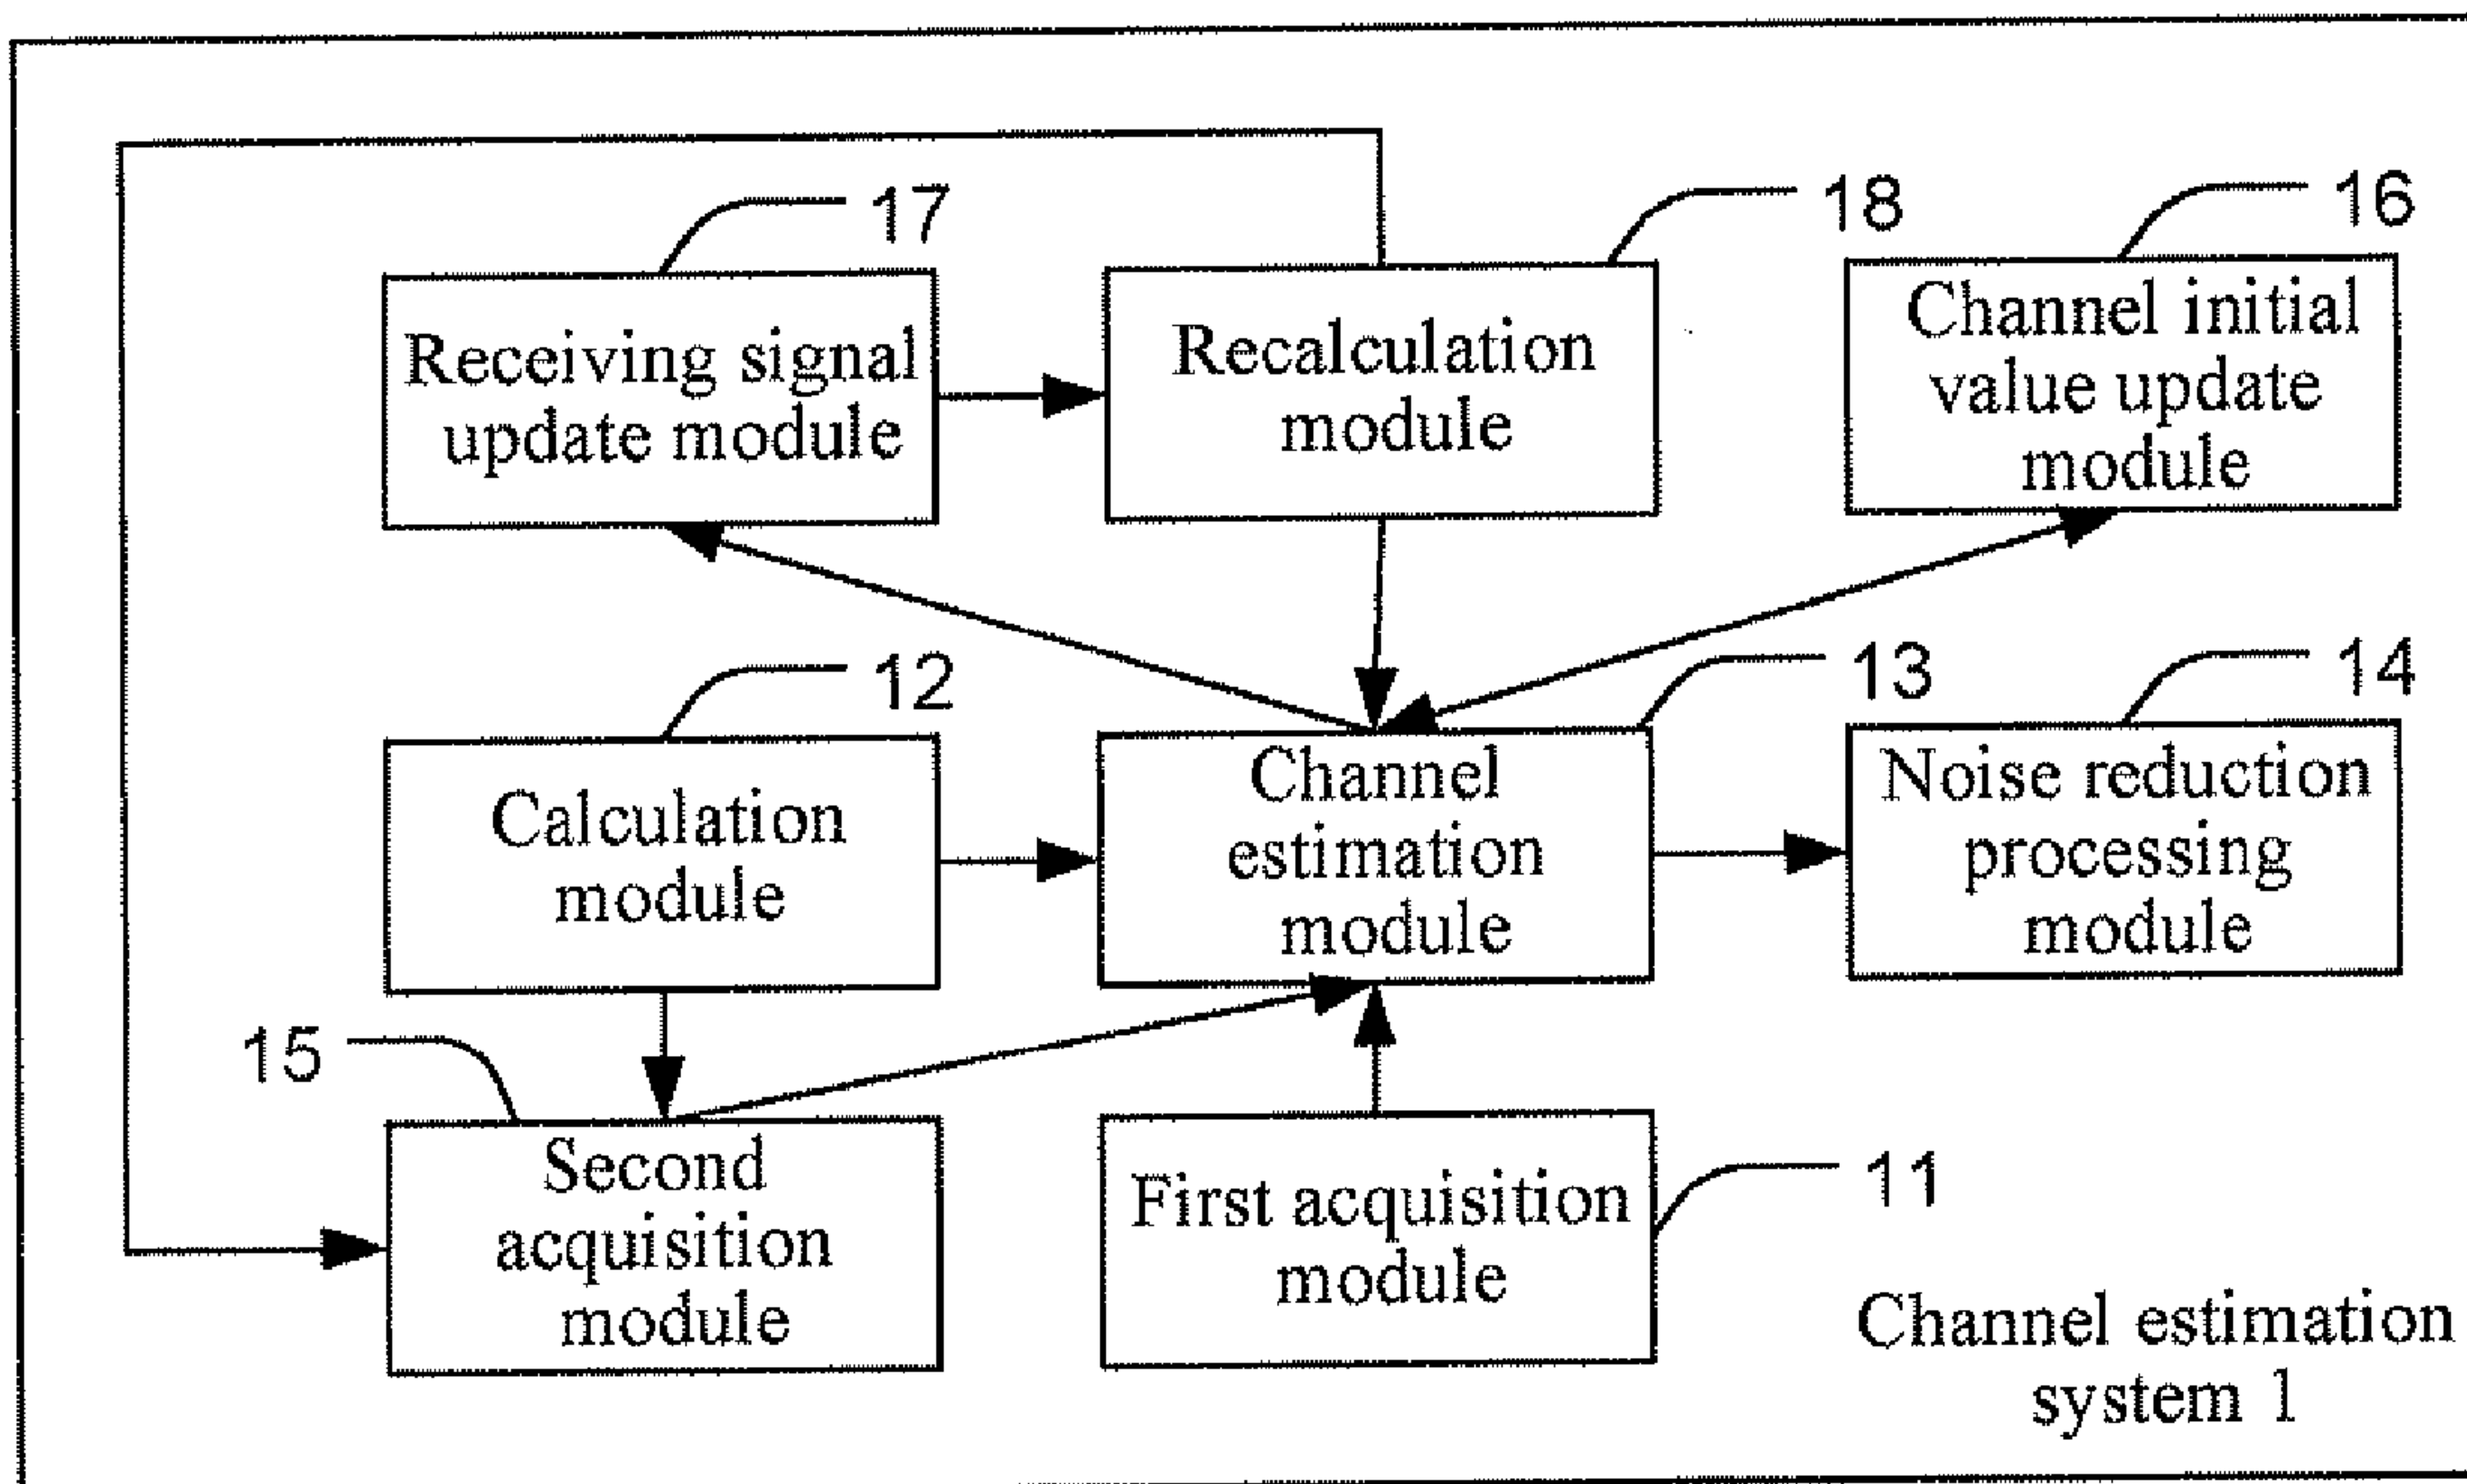 17
18
16
Receiving signal
update module
Recalculation
module
Channel initial
value update
module
12
13
14
Calculation
module
Channel
estimation
module
Noise reduction
processing
module
15
Second
acquisition
module
First acquisition
module
11
Channel estimation
system 1